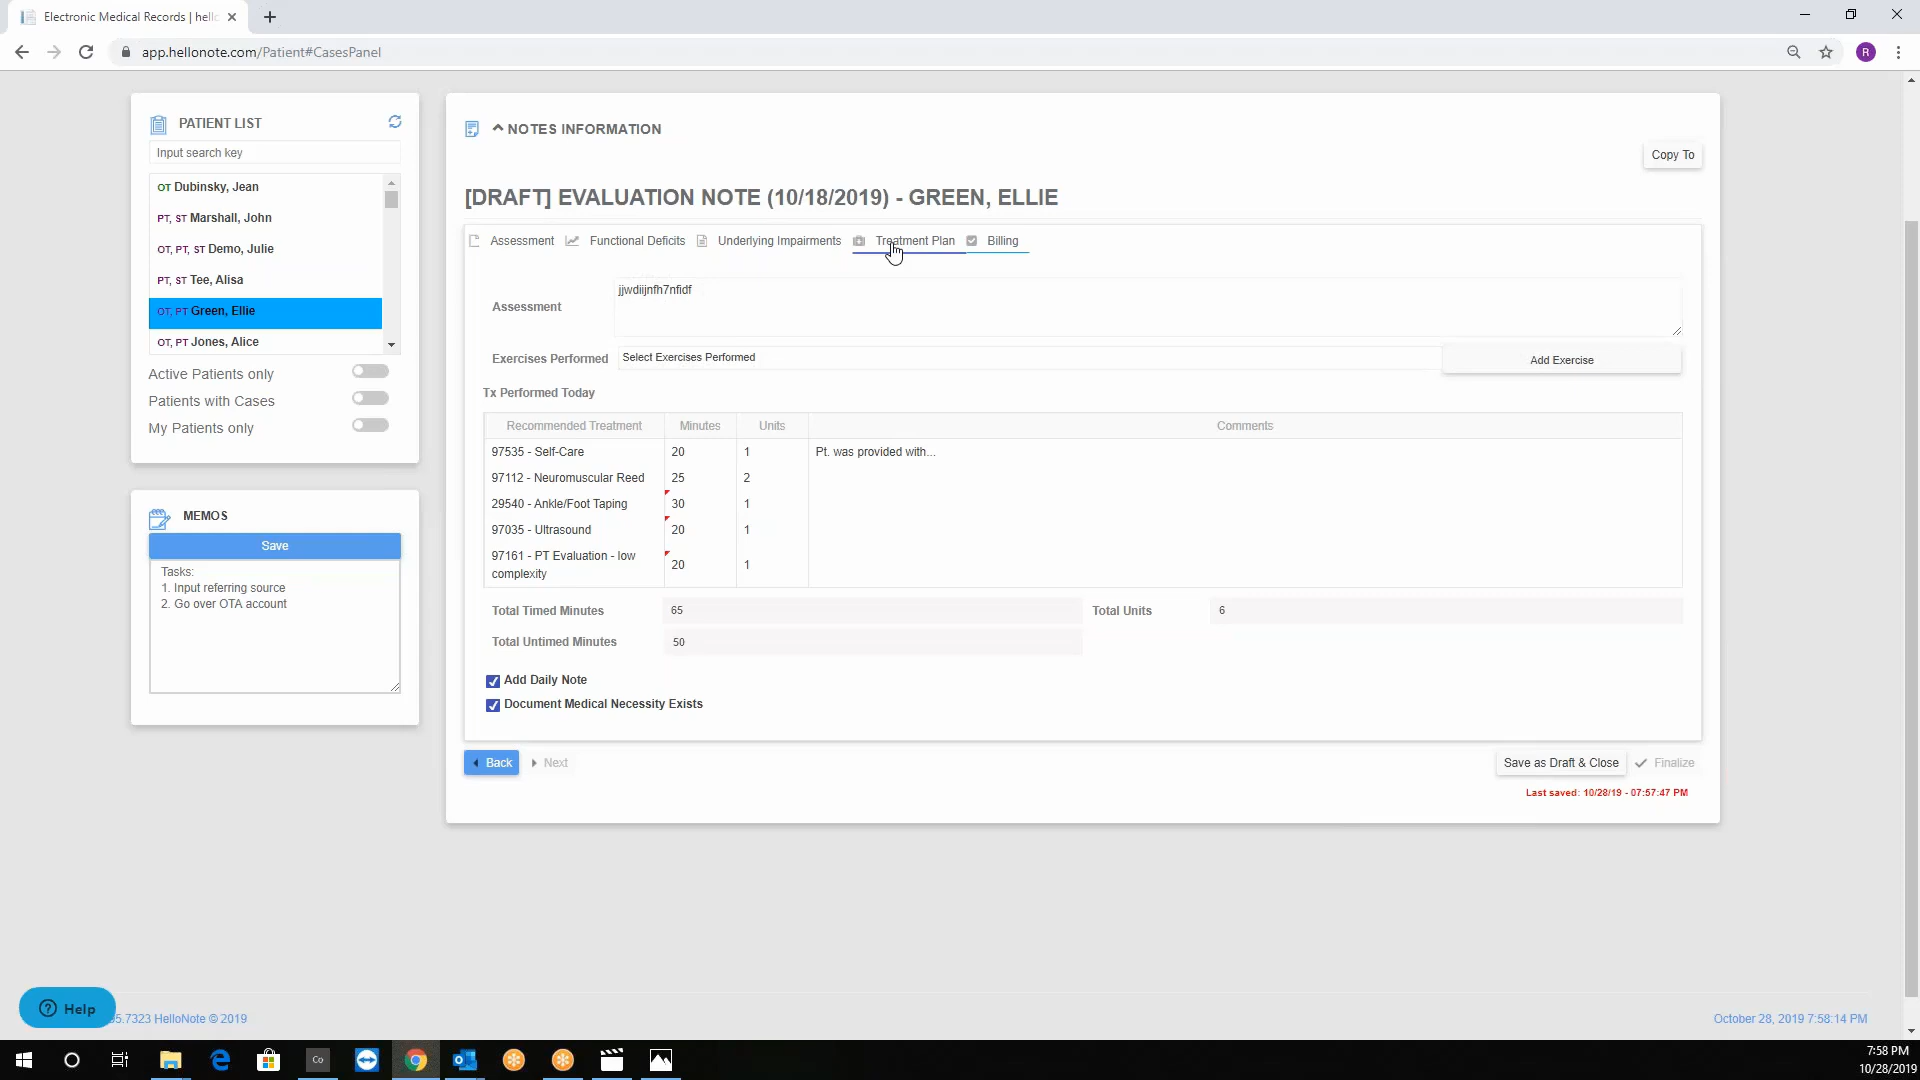 Electronic Medical Records | hello
app.hellonote.com/Patient#CasesPanel
R
PATIENT LIST
Input search key
OT Dubinsky, Jean
PT, ST Marshall, John
OT, PT, ST Demo, Julie
PT, ST Tee, Alisa
OT, PT Green, Ellie
OT, PT Jones, Alice
Active Patients only
Patients with Cases
My Patients only
MEMOS
Save
Tasks:
1. Input referring source
2. Go over OTA account
NOTES INFORMATION
Copy To
[DRAFT] EVALUATION NOTE (10/18/2019) - GREEN, ELLIE
Assessment Functional Deficits Underlying Impairments Treatment Plan Billing
Assessment jjwdiijnfh7nfidf
Exercises Performed Select Exercises Performed Add Exercise
Tx Performed Today
Recommended Treatment Minutes Units Comments
97535 - Self-Care 20 1 Pt. was provided with...
97112 - Neuromuscular Reed 25 2
29540 - Ankle/Foot Taping 30 1
97035 - Ultrasound 20 1
97161 - PT Evaluation - low
complexity 20 1
Total Timed Minutes 65 Total Units 6
Total Untimed Minutes 50
Add Daily Note
Document Medical Necessity Exists
Back Next Save as Draft & Close Finalize
Last saved: 10/28/19 - 07:57:47 PM
Help
5.7323 HelloNote © 2019
October 28, 2019 7:58:14 PM
Co
7:58 PM
10/28/2019